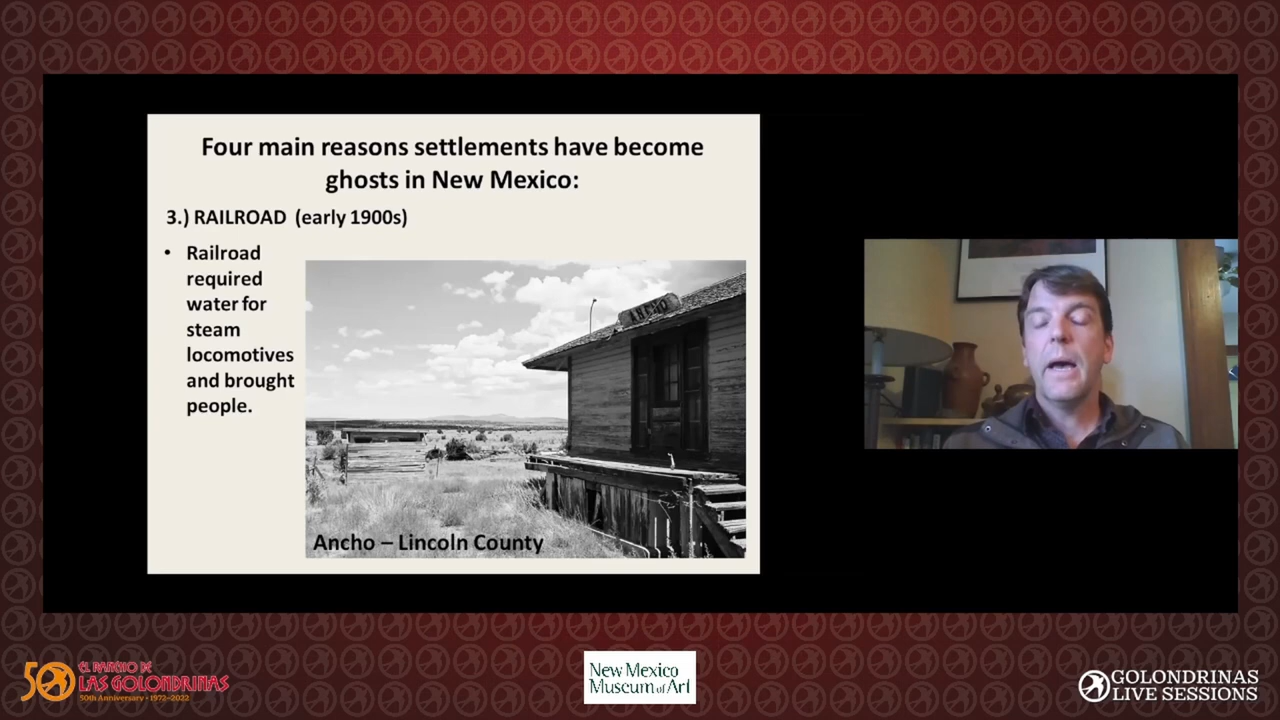 Four main reasons settlements have become
ghosts in New Mexico:
3.) RAILROAD (early 1900s)
• Railroad
required
water for
steam
locomotives
and brought
people.
ANCHO
Ancho – Lincoln County
50 EL RANCHO DE
LAS GOLONDRINAS
50th Anniversary • 1972-2022
New Mexico
Museum of Art
GOLONDRINAS
LIVE SESSIONS